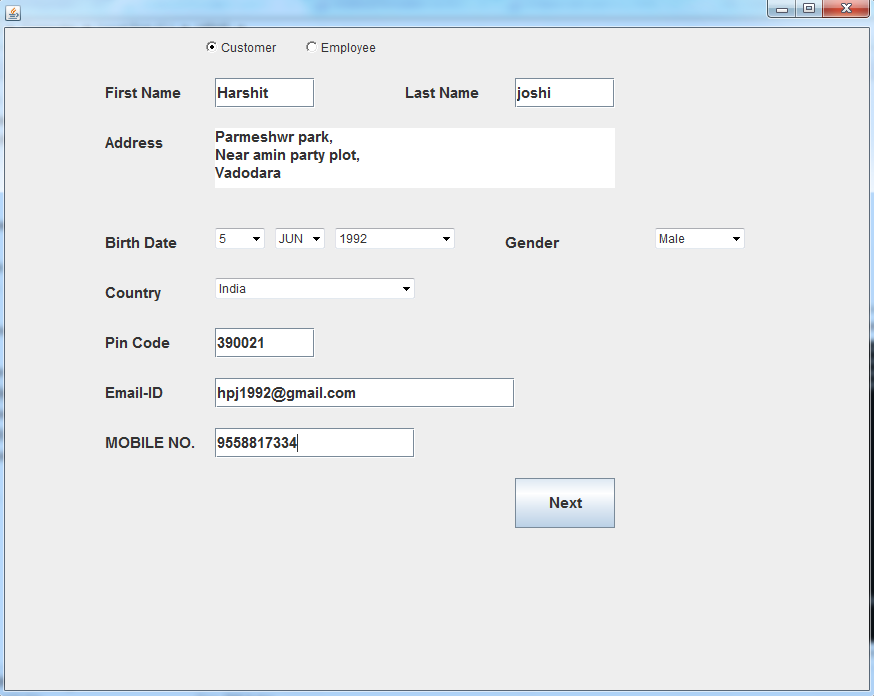 Customer Employee
First Name Harshit Last Name joshi
Address Parmeshwr park,
Near amin party plot,
Vadodara
Birth Date 5 JUN 1992 Gender Male
Country India
Pin Code 390021
Email-ID hpj1992@gmail.com
MOBILE NO. 9558817334
Next